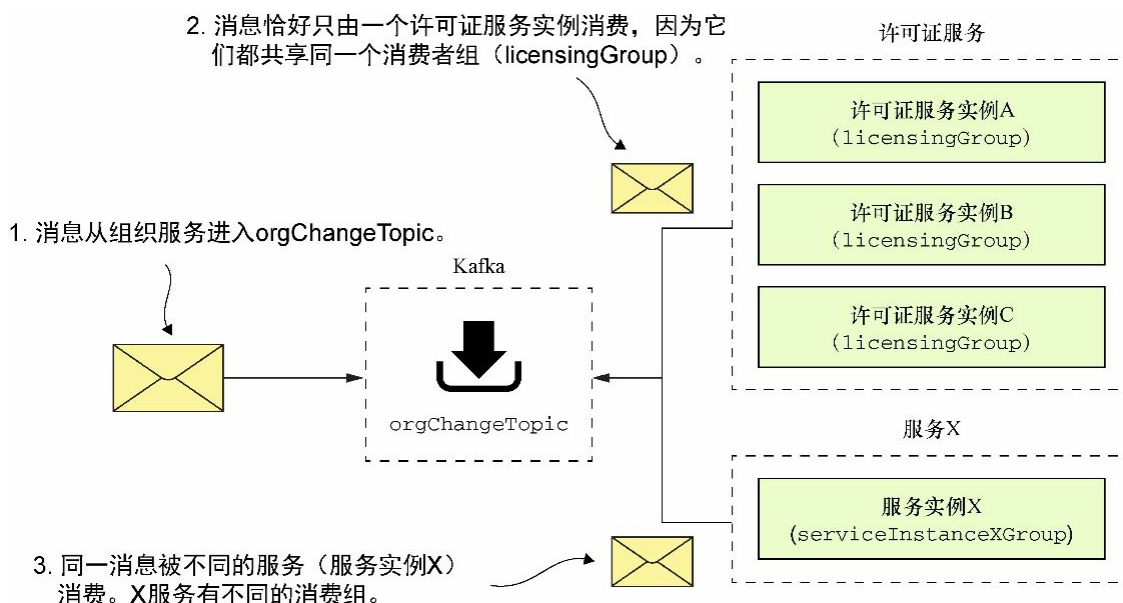 2. 消息恰好只由一个许可证服务实例消费，因为它
们都共享同一个消费者组（licensingGroup）。
许可证服务
许可证服务实例A
(licensingGroup)
许可证服务实例B
(licensingGroup)
许可证服务实例C
(licensingGroup)
1. 消息从组织服务进入orgChangeTopic。
Kafka
orgChangeTopic
服务X
服务实例X
(serviceInstanceXGroup)
3. 同一消息被不同的服务（服务实例X）
消费。X服务有不同的消费组。